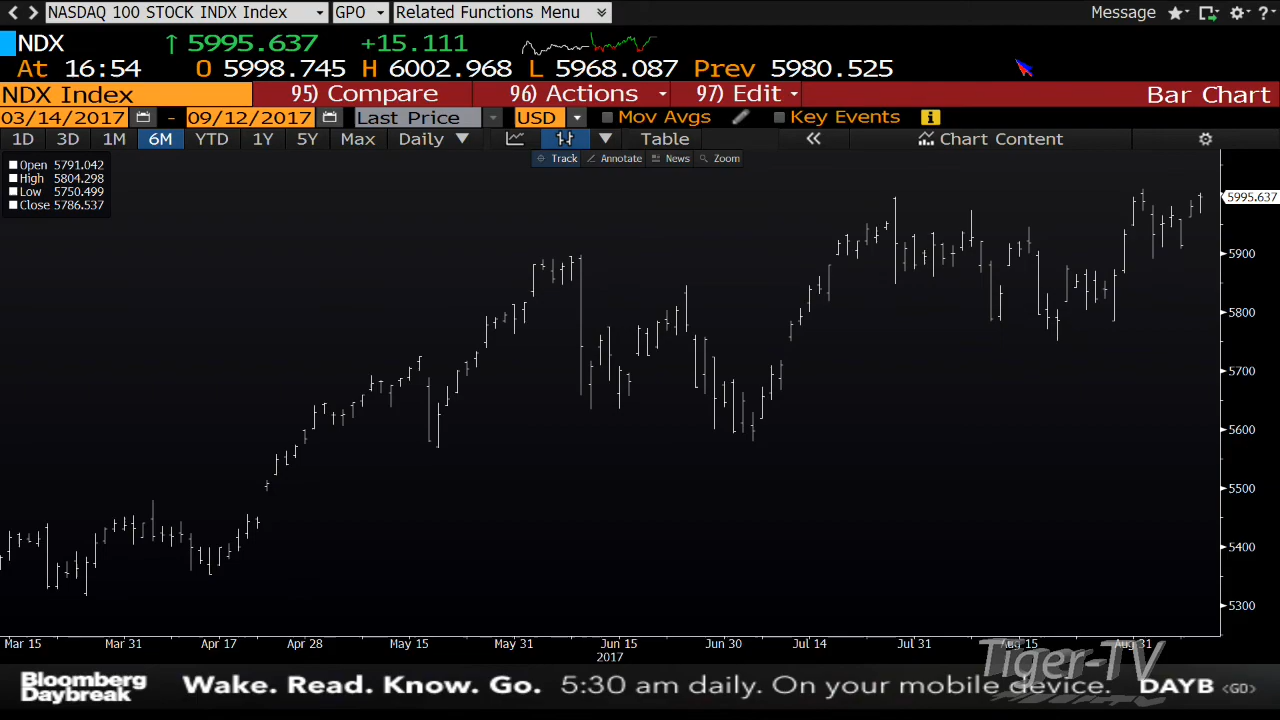 NASDAQ 100 STOCK INDX Index GPO Related Functions Menu Message ?
NDX ↑ 5995.637 +15.111
At 16:54 O 5998.745 H 6002.968 L 5968.087 Prev 5980.525
NDX Index 95) Compare 96) Actions 97) Edit Bar Chart
03/14/2017 - 09/12/2017 Last Price USD Mov Avgs Key Events
1D 3D 1M 6M YTD 1Y 5Y Max Daily Table « Chart Content
Track Annotate News Zoom
Open 5791.042
High 5804.298
Low 5750.499
Close 5786.537
5995.637
5900
5800
5700
5600
5500
5400
5300
Mar 15 Mar 31 Apr 17 Apr 28 May 15 May 31 Jun 15 Jun 30 Jul 14 Jul 31 Aug 15 Aug 31
2017
Tiger-TV
Bloomberg
Daybreak
Wake. Read. Know. Go. 5:30 am daily. On your mobile device. DAYB <GO>